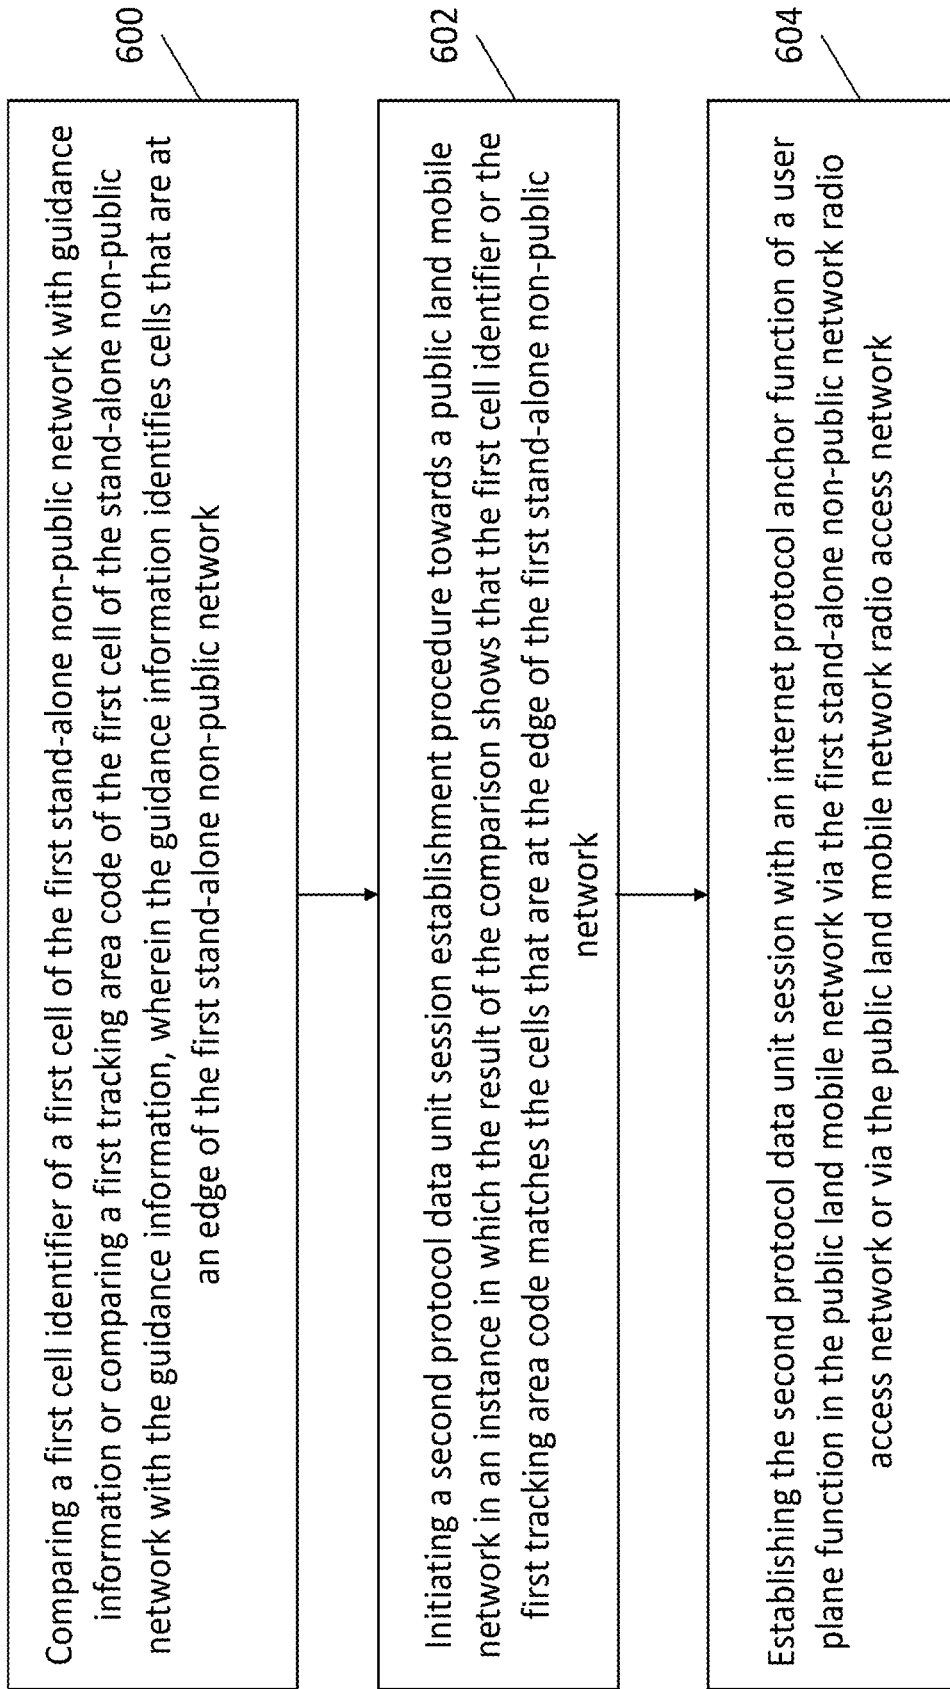 Comparing a first cell identifier of a first cell of the first stand-alone non-public network with guidance
information or comparing a first tracking area code of the first cell of the stand-alone non-public
network with the guidance information, wherein the guidance information identifies cells that are at
an edge of the first stand-alone non-public network
600
Initiating a second protocol data unit session establishment procedure towards a public land mobile
network in an instance in which the result of the comparison shows that the first cell identifier or the
first tracking area code matches the cells that are at the edge of the first stand-alone non-public
network
602
Establishing the second protocol data unit session with an internet protocol anchor function of a user
plane function in the public land mobile network via the first stand-alone non-public network radio
access network or via the public land mobile network radio access network
604